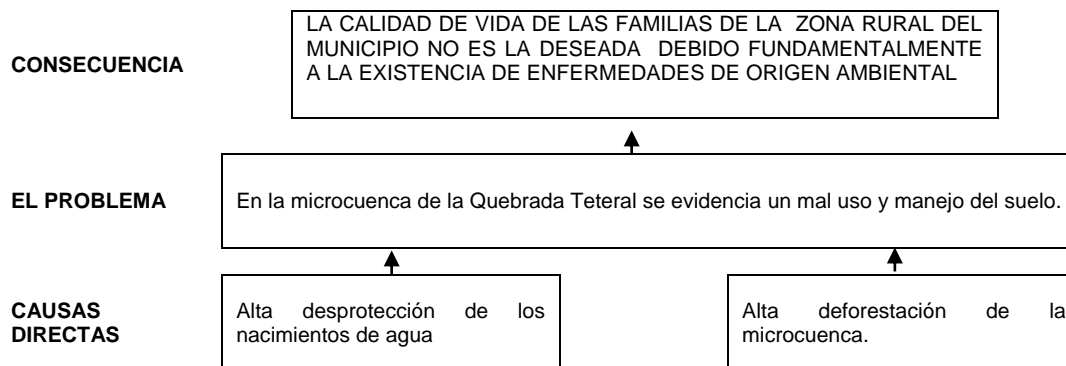 LA CALIDAD DE VIDA DE LAS FAMILIAS DE LA ZONA RURAL DEL
MUNICIPIO NO ES LA DESEADA DEBIDO FUNDAMENTALMENTE
A LA EXISTENCIA DE ENFERMEDADES DE ORIGEN AMBIENTAL
CONSECUENCIA
EL PROBLEMA
En la microcuenca de la Quebrada Teteral se evidencia un mal uso y manejo del suelo.
CAUSAS
DIRECTAS
Alta desprotección de los
nacimientos de agua
Alta deforestación de la
microcuenca.